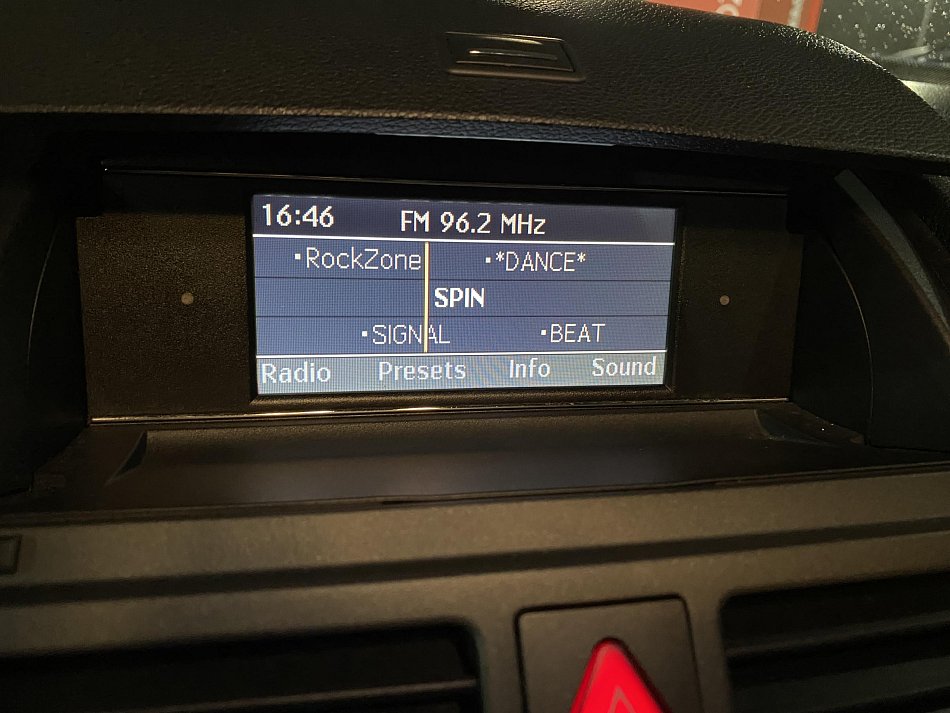 16:46 FM 96.2 MHz
▪RockZone ▪*DANCE*
SPIN
▪SIGNAL ▪BEAT
Radio Presets Info Sound